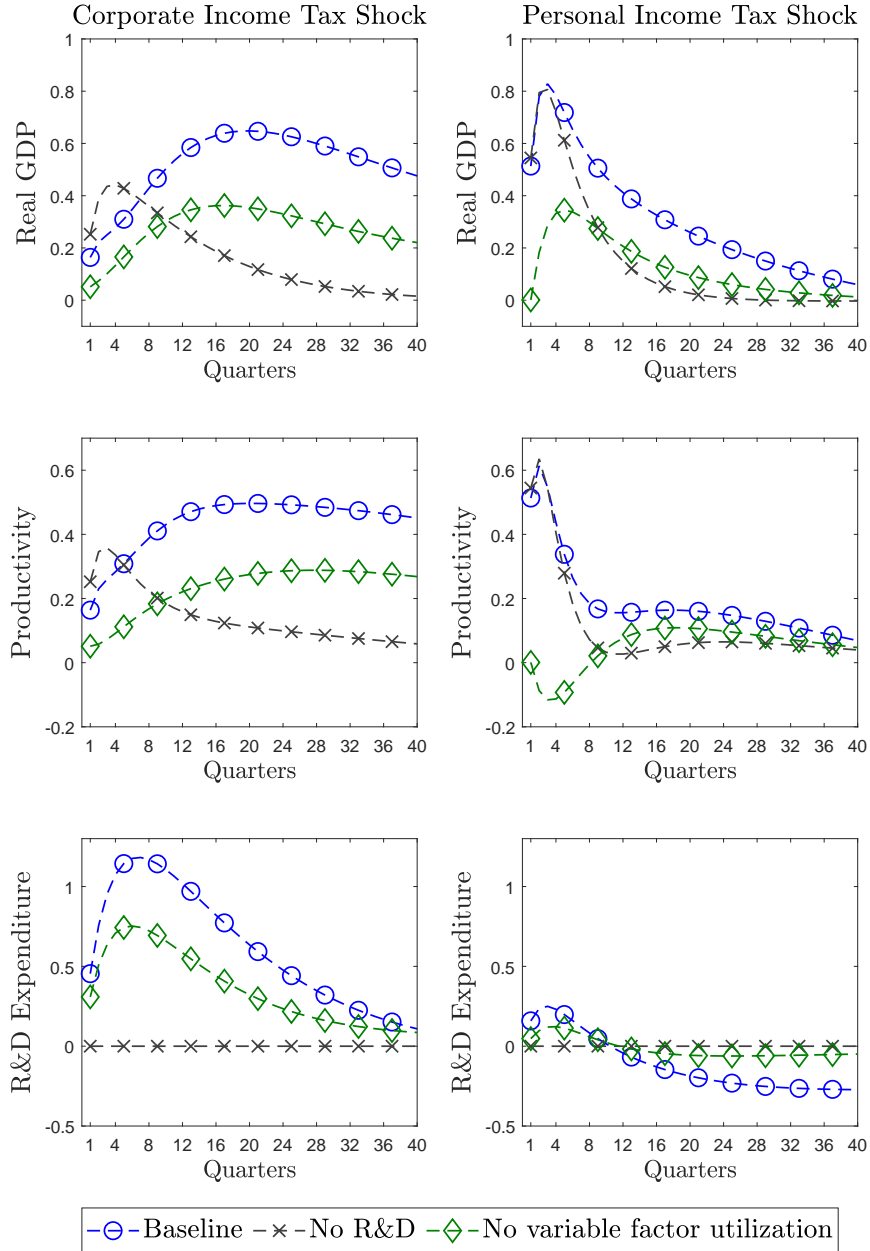 Corporate Income Tax Shock
Personal Income Tax Shock
Real GDP
1
0.8
0.6
0.4
0.2
0
1 4 8 12 16 20 24 28 32 36 40
Quarters
Real GDP
1
0.8
0.6
0.4
0.2
0
1 4 8 12 16 20 24 28 32 36 40
Quarters
Productivity
0.6
0.4
0.2
0
-0.2
1 4 8 12 16 20 24 28 32 36 40
Quarters
Productivity
0.6
0.4
0.2
0
-0.2
1 4 8 12 16 20 24 28 32 36 40
Quarters
R&D Expenditure
1
0.5
0
-0.5
1 4 8 12 16 20 24 28 32 36 40
Quarters
R&D Expenditure
1
0.5
0
-0.5
1 4 8 12 16 20 24 28 32 36 40
Quarters
Baseline No R&D No variable factor utilization